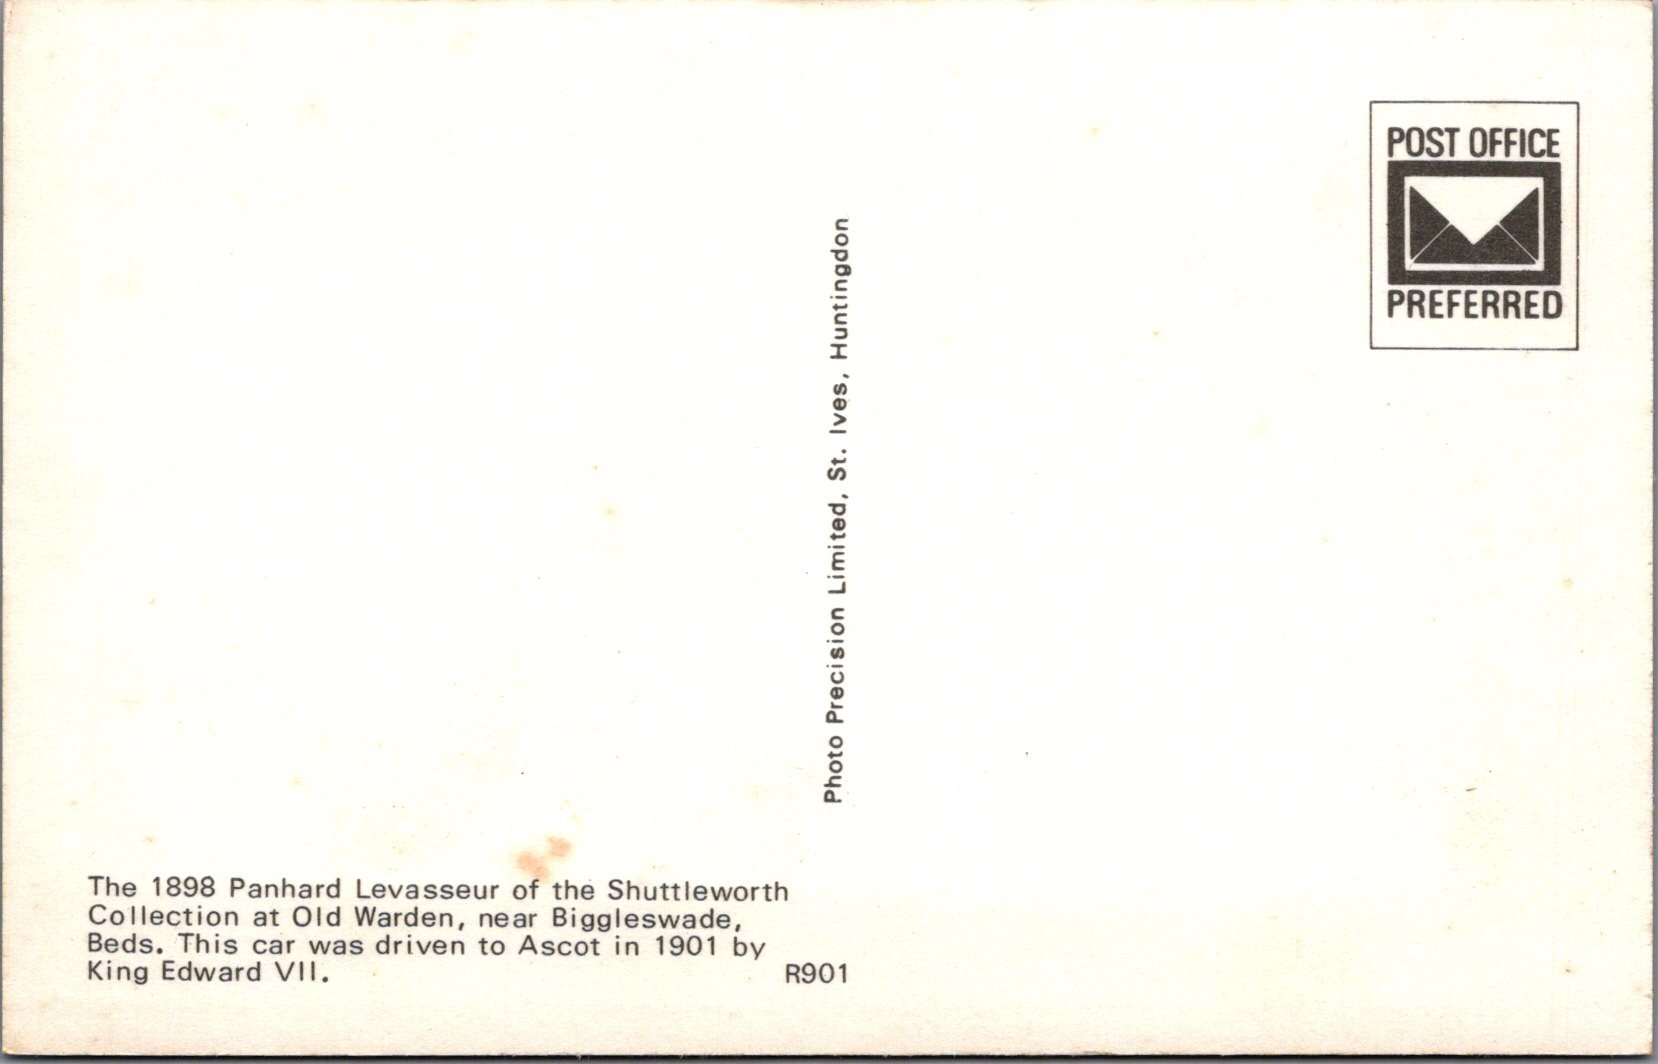 POST OFFICE
PREFERRED
Photo Precision Limited, St. Ives, Huntingdon
The 1898 Panhard Levasseur of the Shuttleworth
Collection at Old Warden, near Biggleswade,
Beds. This car was driven to Ascot in 1901 by
King Edward VII.
R901